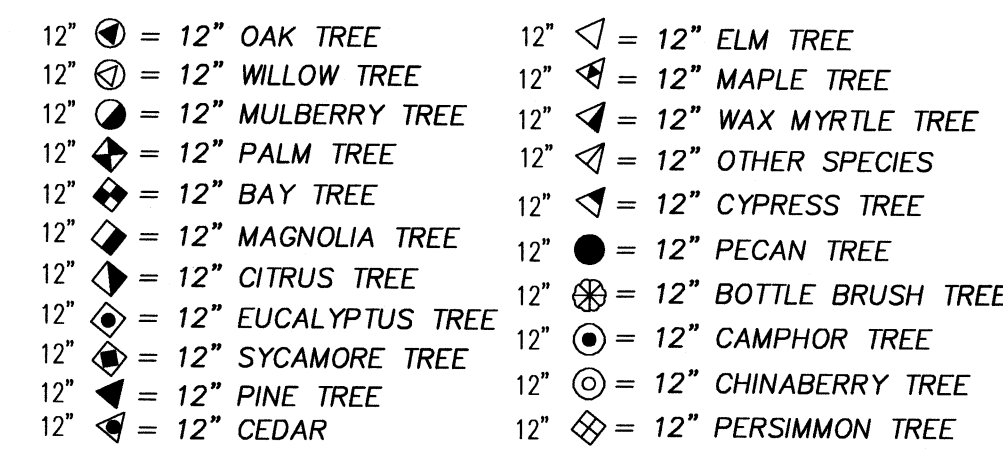 12" = 12" OAK TREE
12" = 12" WILLOW TREE
12" = 12" MULBERRY TREE
12" = 12" PALM TREE
12" = 12" BAY TREE
12" = 12" MAGNOLIA TREE
12" = 12" CITRUS TREE
12" = 12" EUCALYPTUS TREE
12" = 12" SYCAMORE TREE
12" = 12" PINE TREE
12" = 12" CEDAR
12" = 12" ELM TREE
12" = 12" MAPLE TREE
12" = 12" WAX MYRTLE TREE
12" = 12" OTHER SPECIES
12" = 12" CYPRESS TREE
12" = 12" PECAN TREE
12" = 12" BOTTLE BRUSH TREE
12" = 12" CAMPHOR TREE
12" = 12" CHINABERRY TREE
12" = 12" PERSIMMON TREE